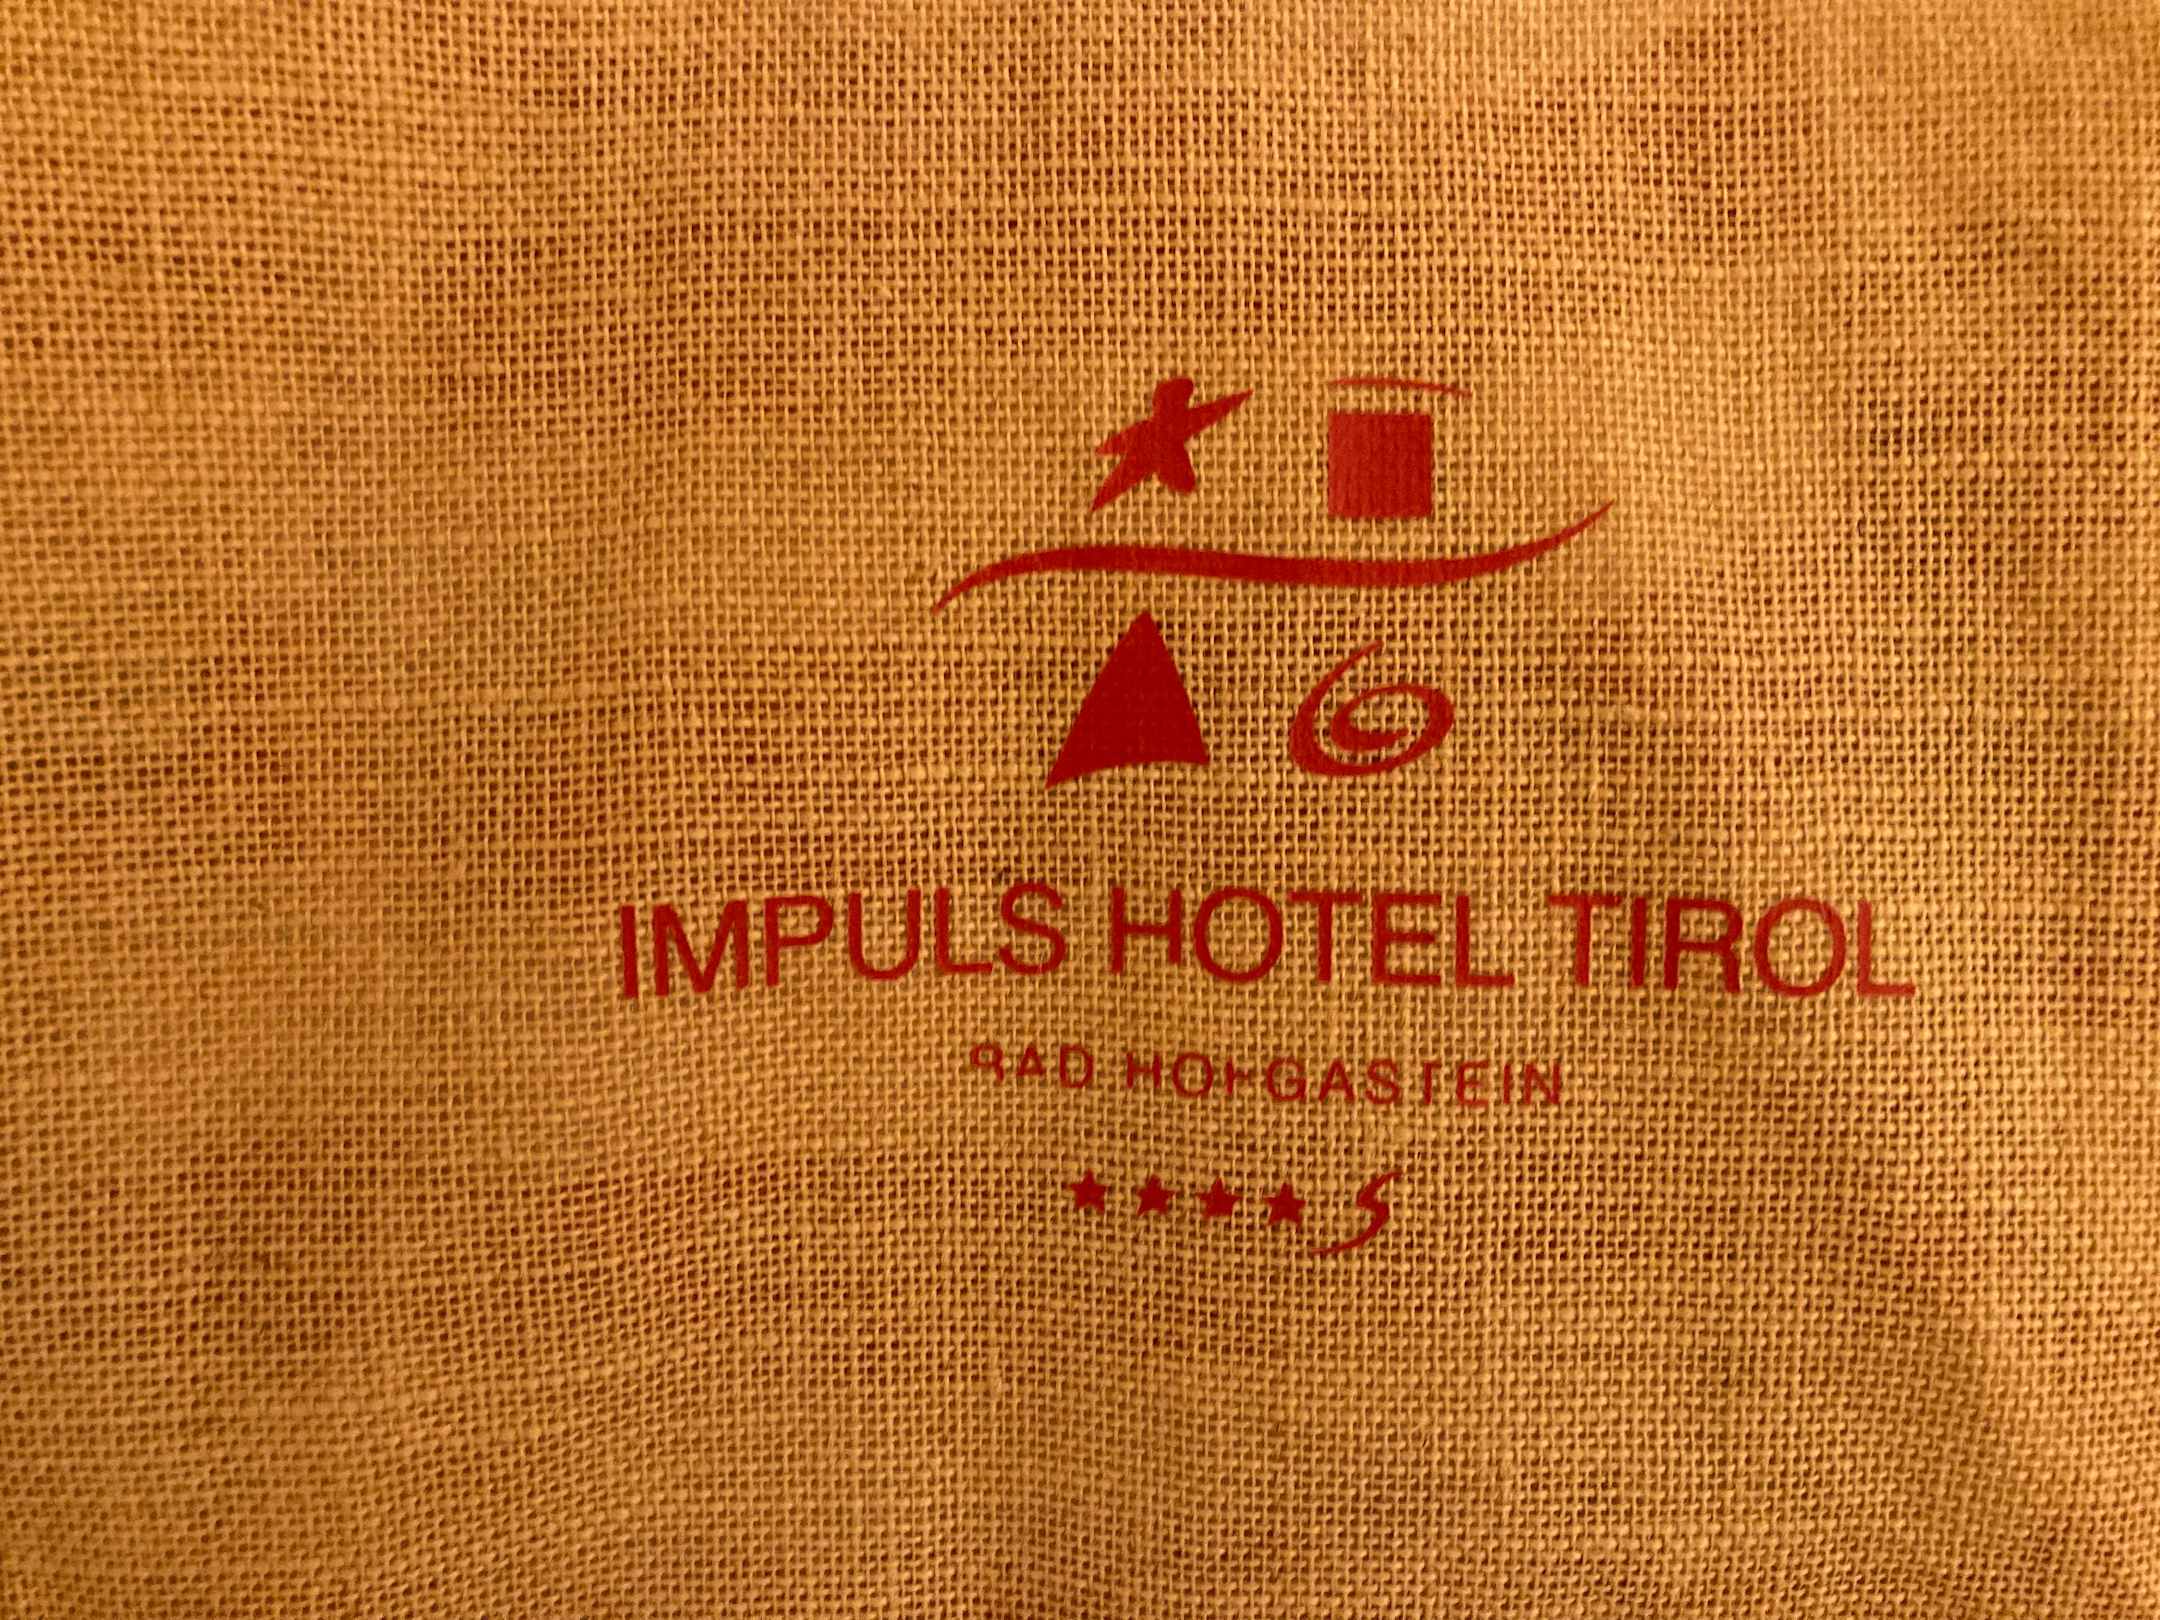 IMPULS HOTEL TIROL
BAD HOFGASTEIN
★★★★S